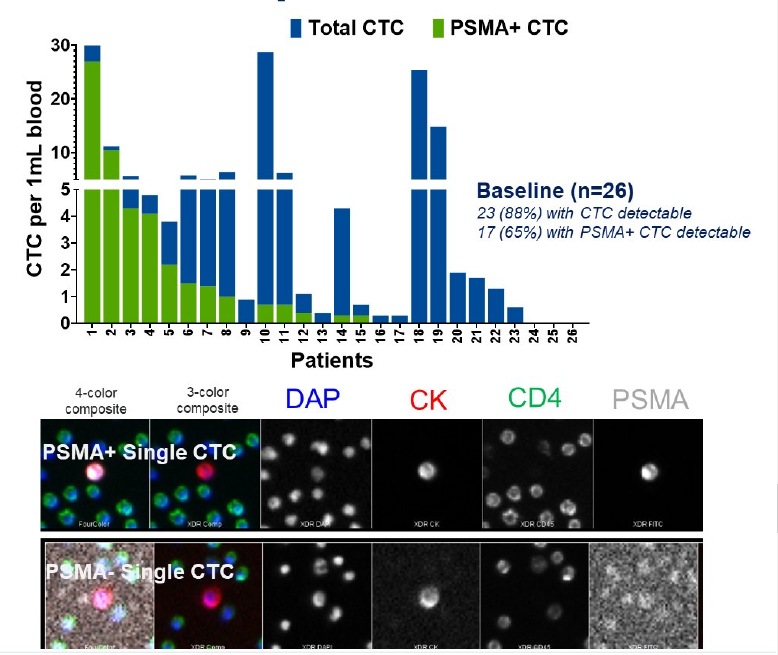 Total CTC
PSMA+ CTC
CTC per 1mL blood
30
20
10
5
4
3
2
1
0
1 2 3 4 5 6 7 8 9 10 11 12 13 14 15 16 17 18 19 20 21 22 23 24 25 26
Patients
Baseline (n=26)
23 (88%) with CTC detectable
17 (65%) with PSMA+ CTC detectable
4-color
composite
3-color
composite
DAP
CK
CD4
PSMA
PSMA+ Single CTC
FourColor
XDR Comp
XDR DAPI
XDR CK
XDR CD45
XDR FITC
PSMA- Single CTC
FourColor
XDR Comp
XDR DAPI
XDR CK
XDR CD45
XDR FITC